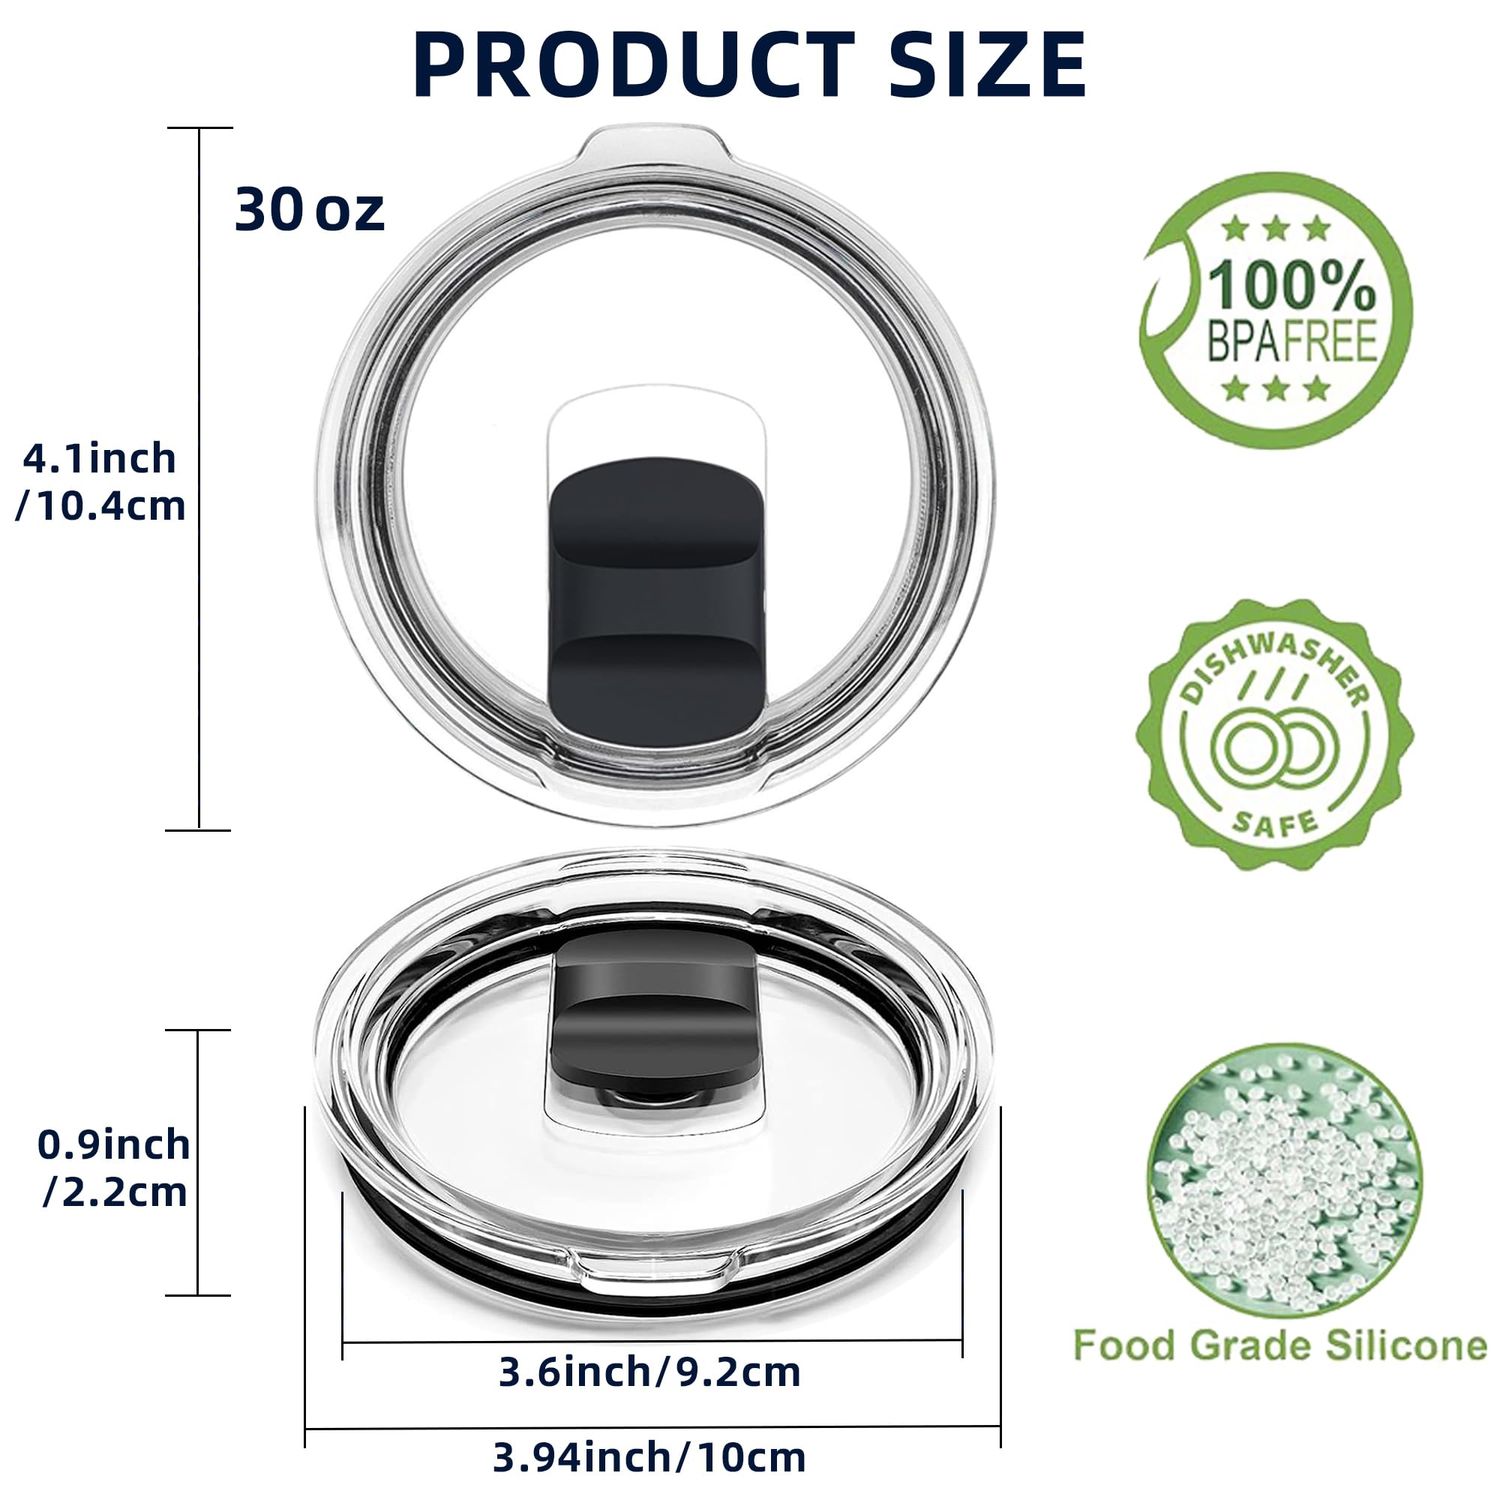 PRODUCT SIZE
30 oz
4.1inch
/10.4cm
100%
BPAFREE
DISHWASHER
SAFE
0.9inch
/2.2cm
Food Grade Silicone
3.6inch/9.2cm
3.94inch/10cm